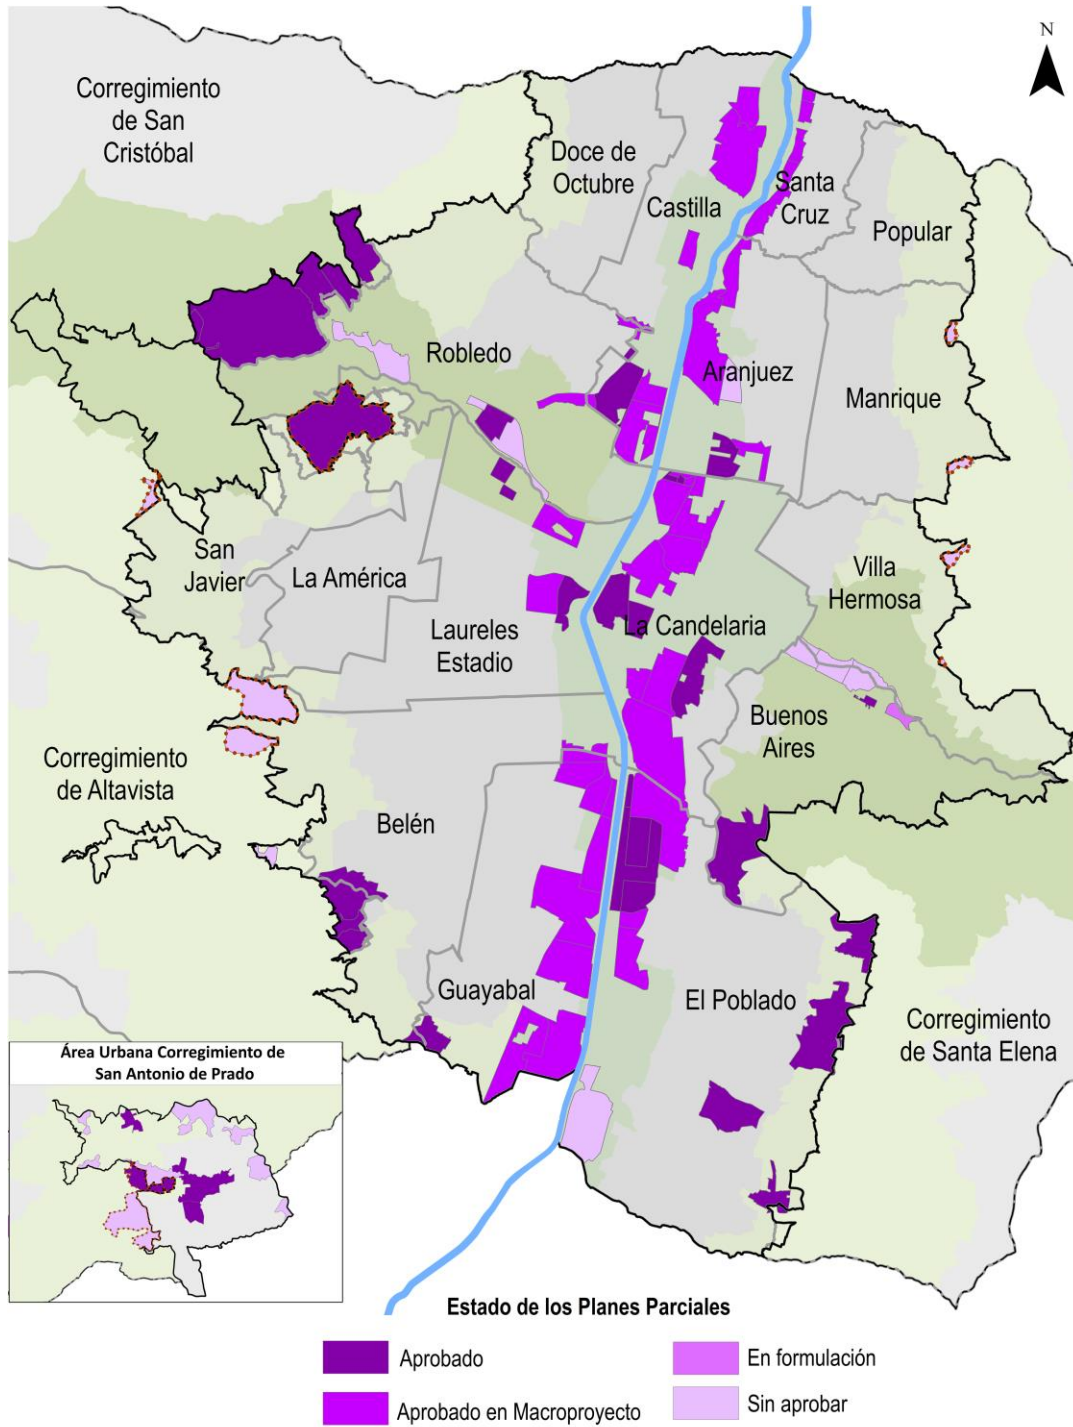 N
Corregimiento
de San
Cristóbal
Doce de
Octubre
Castilla
Santa
Cruz
Popular
Robledo
Aranjuez
Manrique
San
Javier
La América
Villa
Hermosa
Laureles
Estadio
La Candelaria
Buenos
Aires
Corregimiento
de Altavista
Belén
Guayabal
El Poblado
Corregimiento
de Santa Elena
Área Urbana Corregimiento de
San Antonio de Prado
Estado de los Planes Parciales
Aprobado
En formulación
Aprobado en Macroproyecto
Sin aprobar